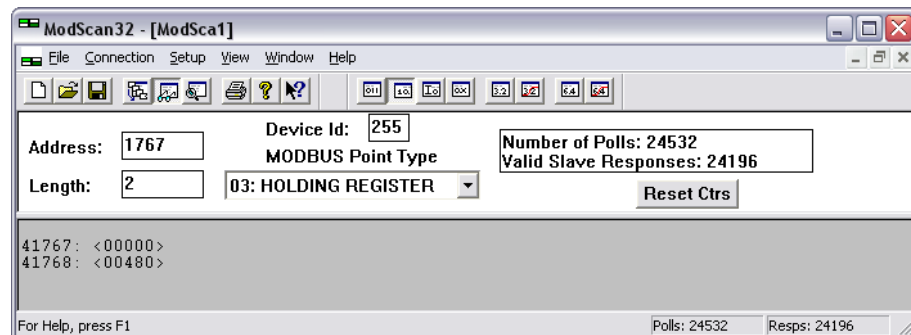 ModScan32 - [ModSca1]
File Connection Setup View Window Help
Address: 1767
Device Id: 255
MODBUS Point Type
Number of Polls: 24532
Valid Slave Responses: 24196
Length: 2
03: HOLDING REGISTER
Reset Ctrs
41767: <00000>
41768: <00480>
For Help, press F1
Polls: 24532
Resps: 24196